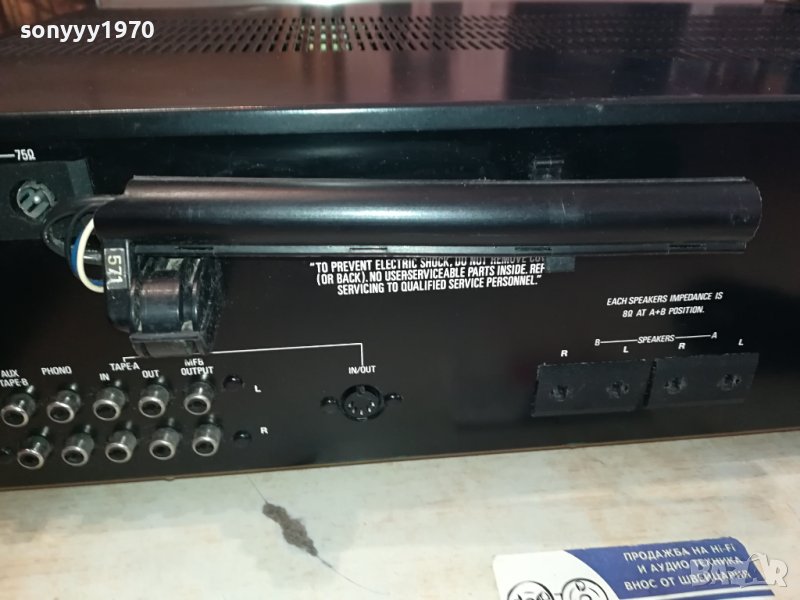 sonyyy1970
75Ω
571
"TO PREVENT ELECTRIC SHOCK, DO NOT REMOVE
(OR BACK). NO USERSERVICEABLE PARTS INSIDE. REF
SERVICING TO QUALIFIED SERVICE PERSONNEL."
EACH SPEAKERS IMPEDANCE IS
8Ω AT A+B POSITION.
B SPEAKERS A
R L R L
AUX
TAPE-B
PHONO
TAPE-A
IN OUT
MFB
OUTPUT
L
R
IN/OUT
ПРОДАЖБА НА HI-FI
И АУДИО ТЕХНИКА
ВНОС ОТ ШВЕЙЦАРИЯ
BAZAR